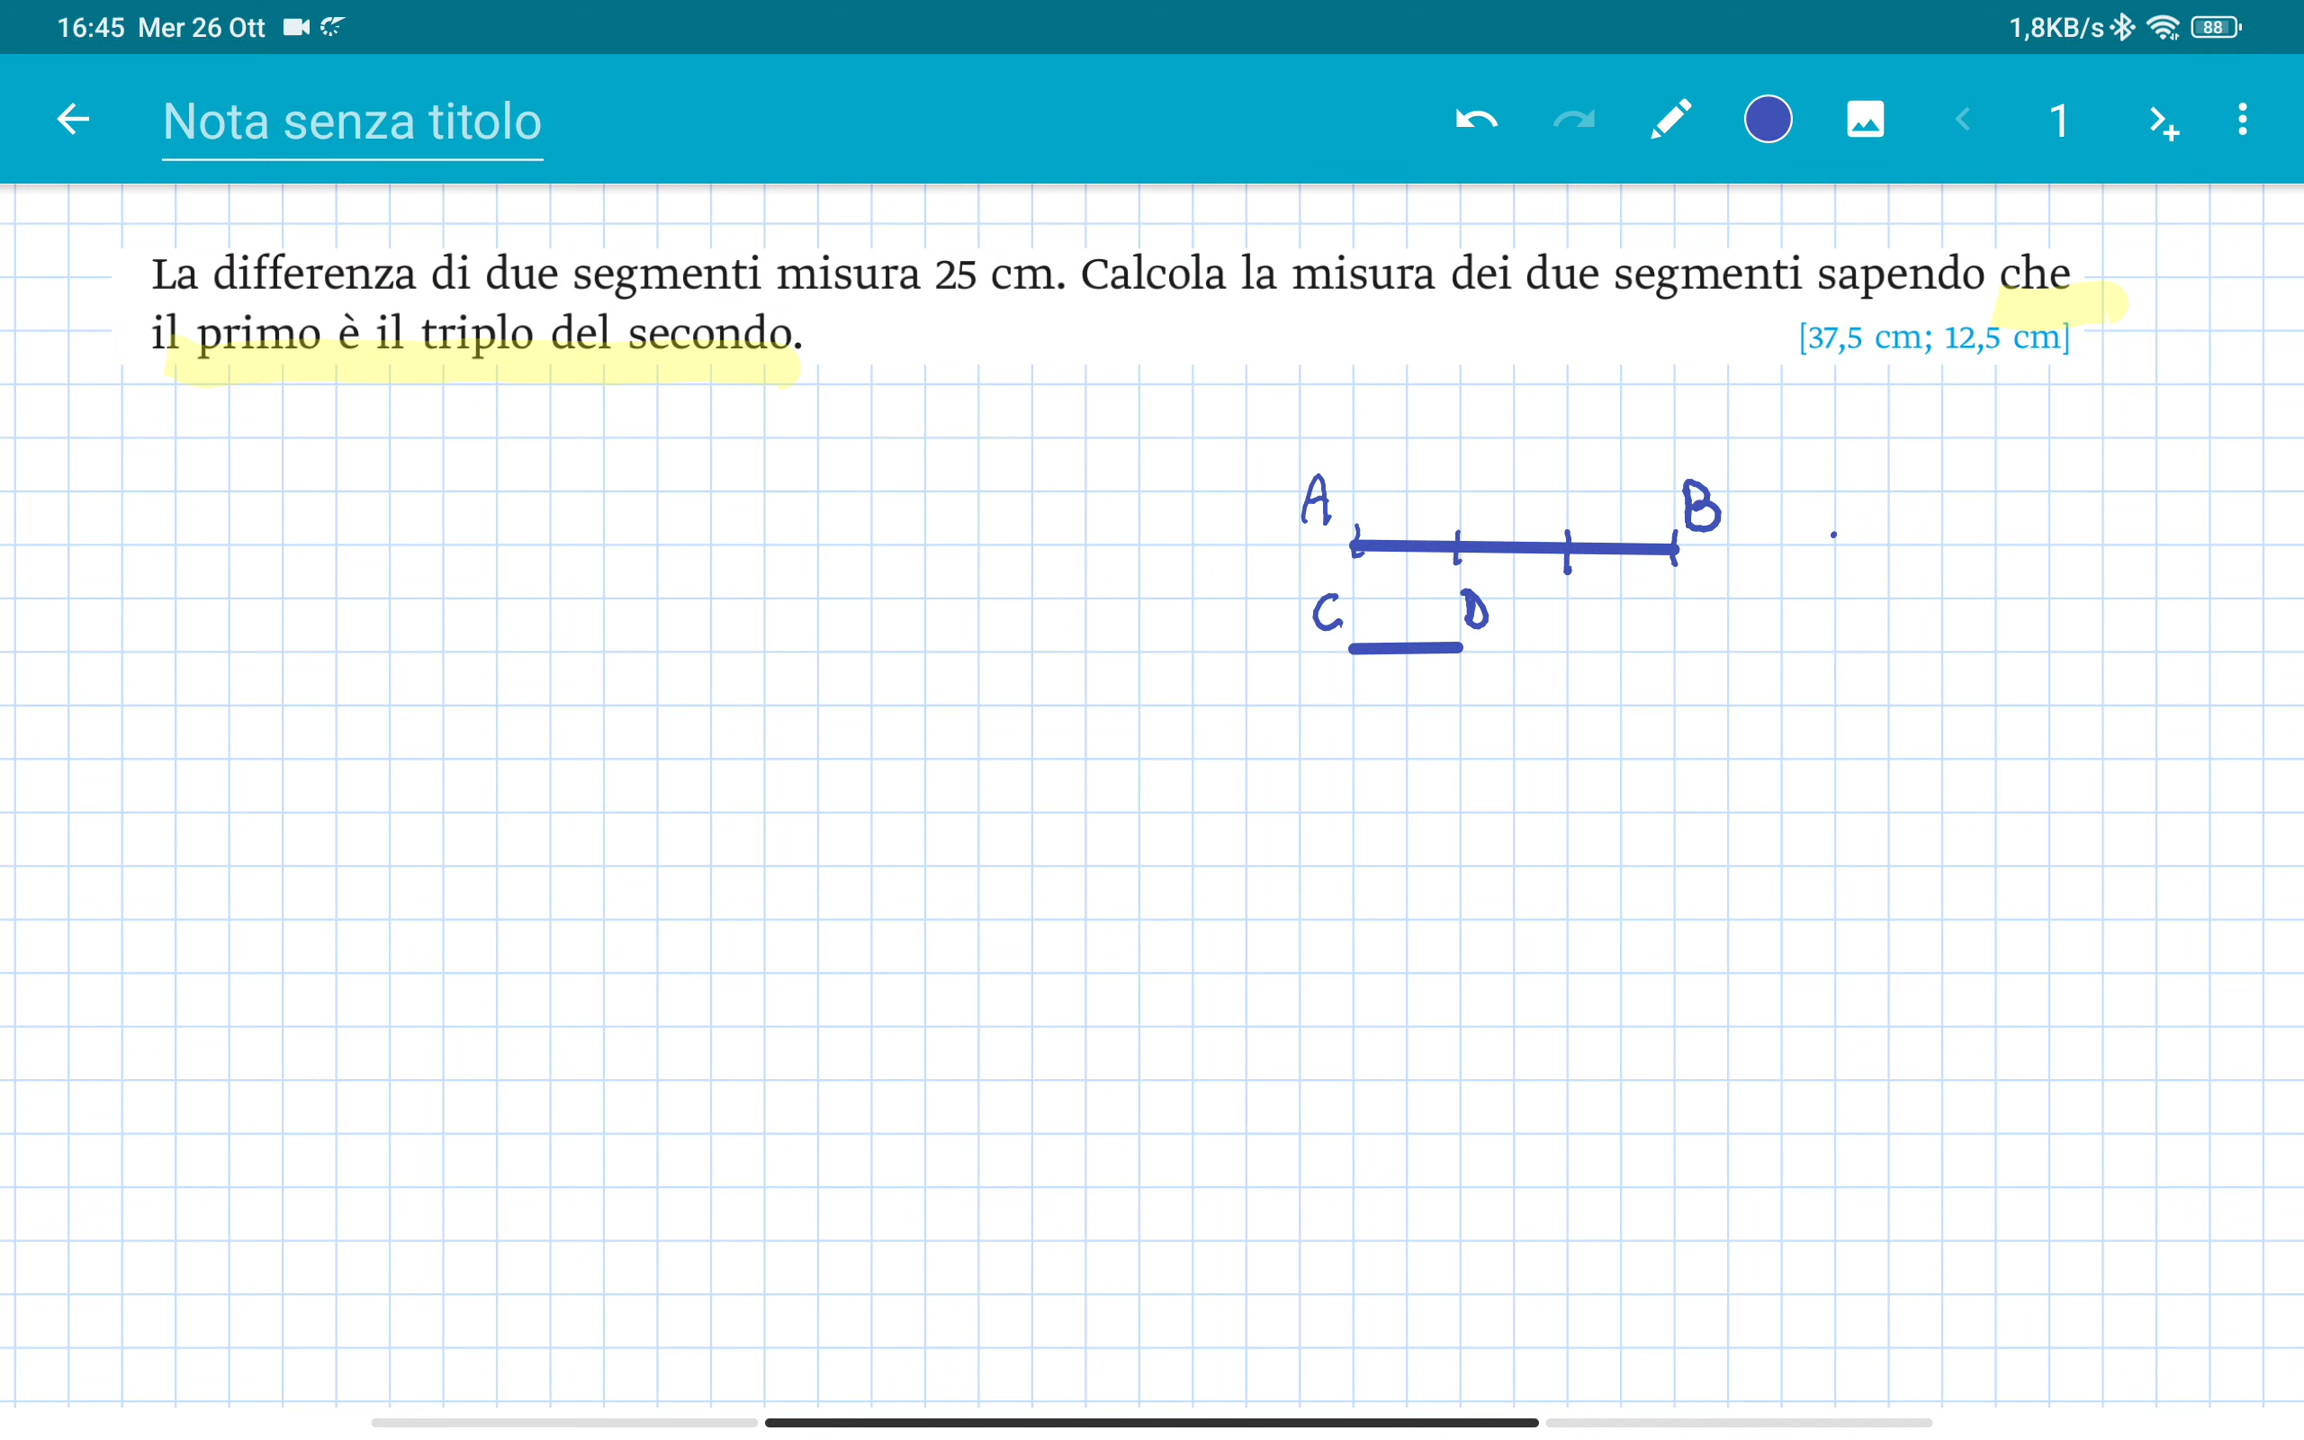 16:45 Mer 26 Ott
1,8KB/s 88
Nota senza titolo
1
La differenza di due segmenti misura 25 cm. Calcola la misura dei due segmenti sapendo che
il primo è il triplo del secondo. [37,5 cm; 12,5 cm]
A B
C D